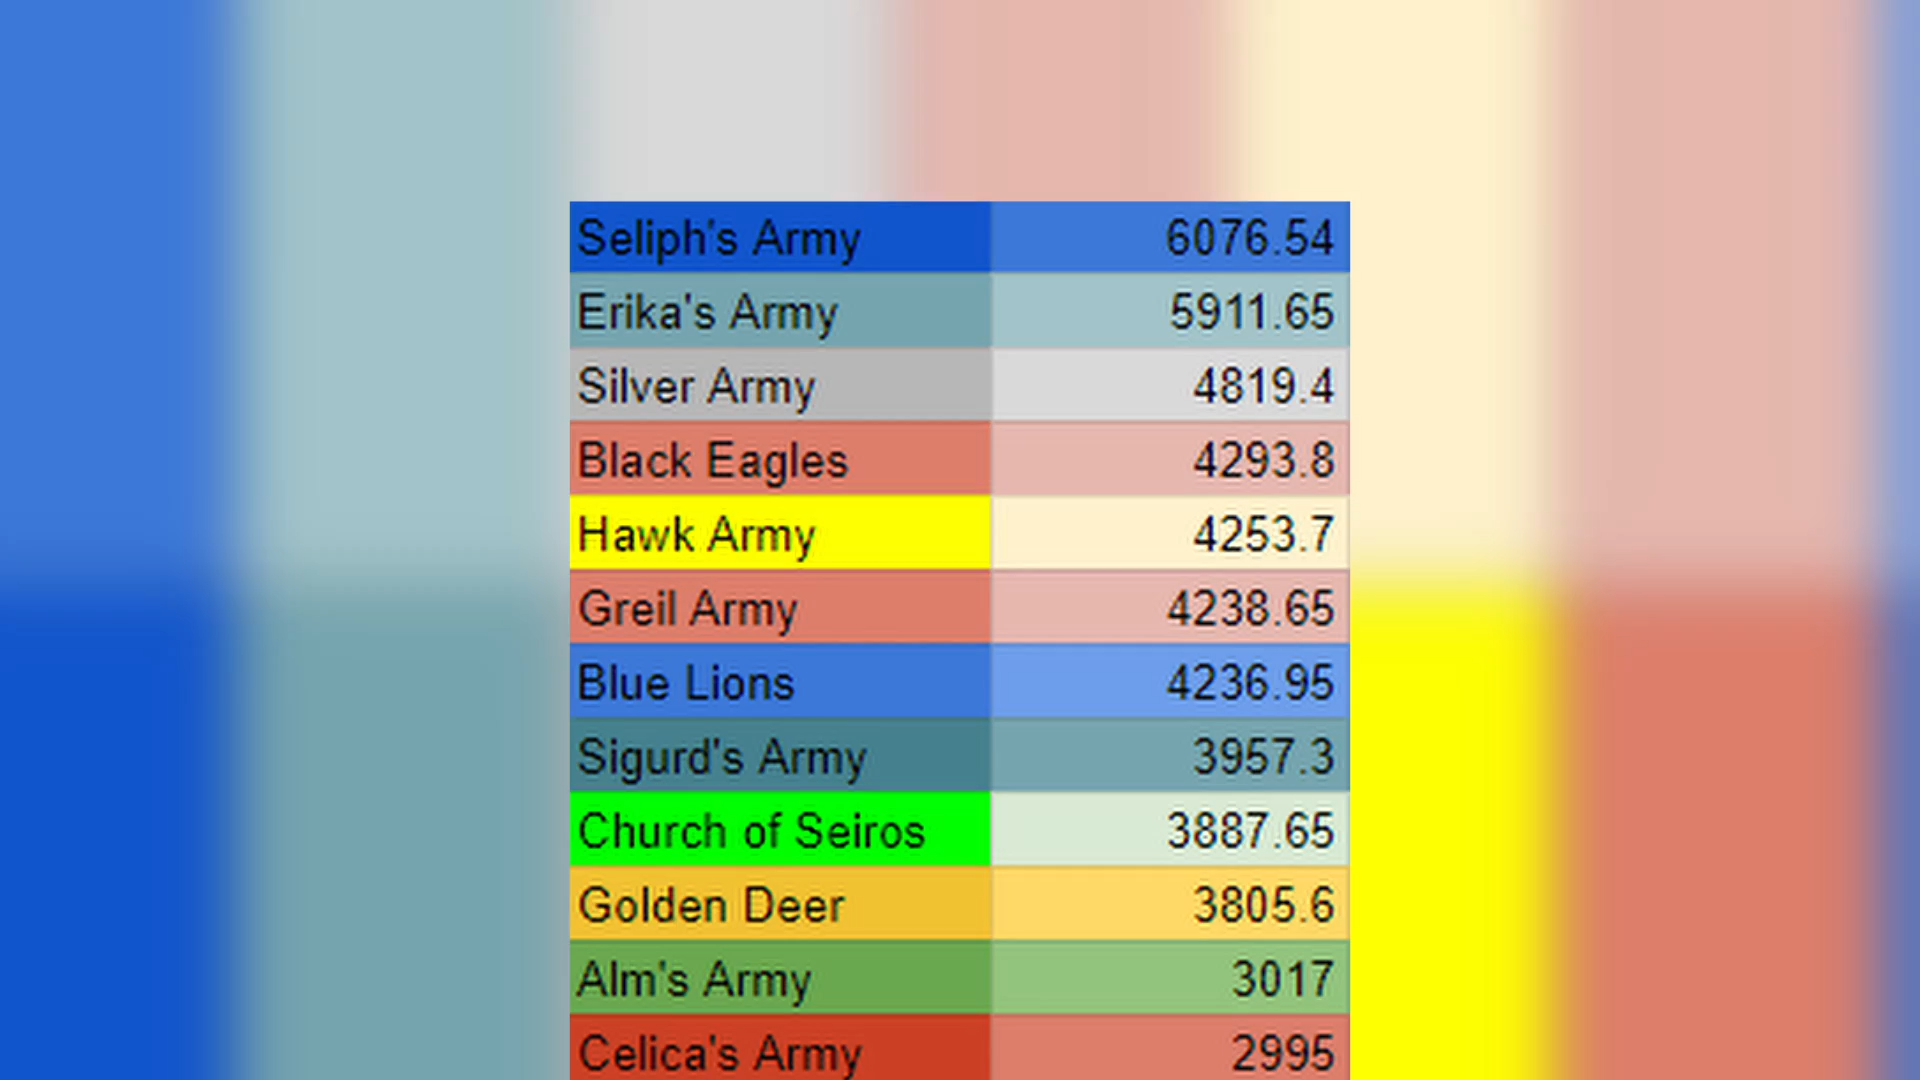 Seliph's Army 6076.54
Erika's Army 5911.65
Silver Army 4819.4
Black Eagles 4293.8
Hawk Army 4253.7
Greil Army 4238.65
Blue Lions 4236.95
Sigurd's Army 3957.3
Church of Seiros 3887.65
Golden Deer 3805.6
Alm's Army 3017
Celica's Army 2995